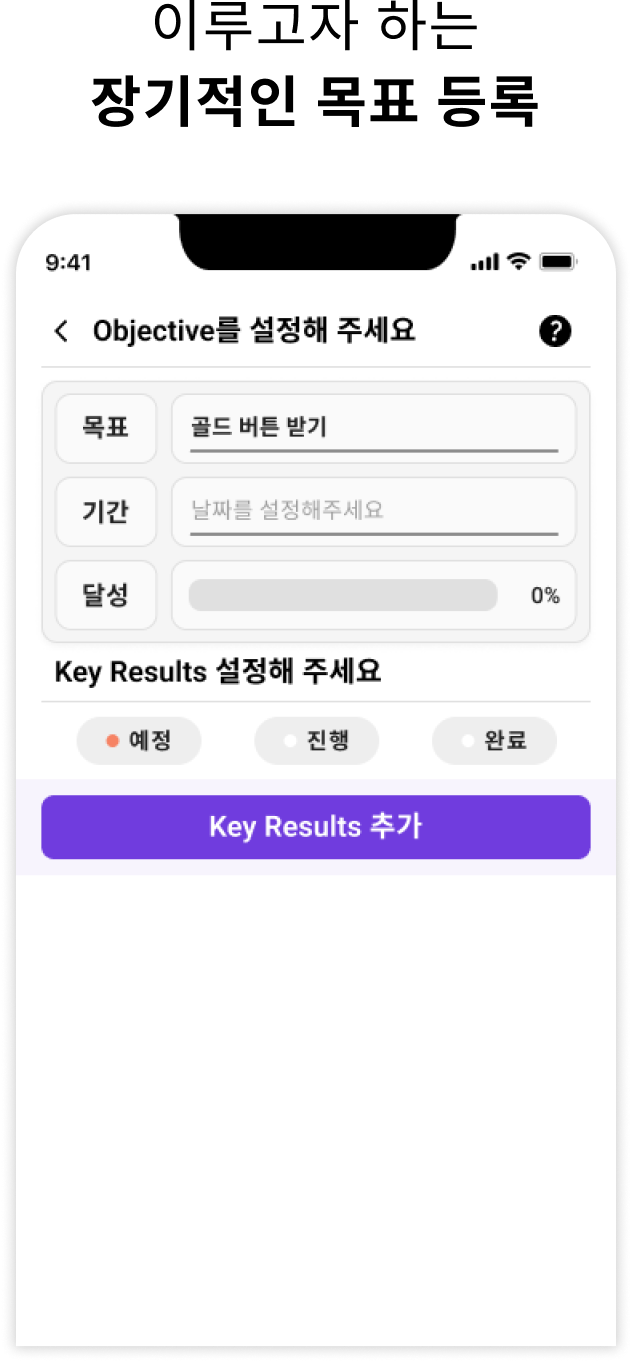 이루고자 하는
장기적인 목표 등록
9:41
Objective를 설정해 주세요
?
목표 골드 버튼 받기
기간 날짜를 설정해주세요
달성 0%
Key Results 설정해 주세요
예정 진행 완료
Key Results 추가